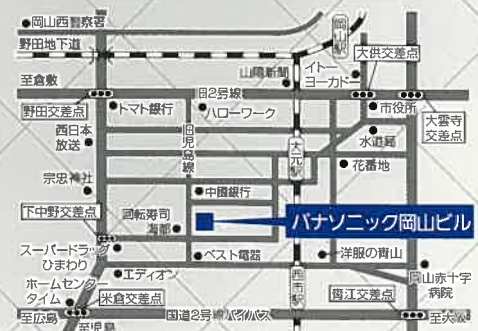 岡山西警察署
野田地下道
岡山駅
山陽新聞
イトーヨーカドー
大供交差点
至倉敷
旧2号線
野田交差点
トマト銀行
ハローワーク
市役所
大雲寺交差点
西日本放送
旧児島線
大元駅
水道局
花番地
宗忠神社
中國銀行
下中野交差点
回転寿司海都
パナソニック岡山ビル
スーパードラッグひまわり
ベスト電器
洋服の青山
エディオン
西市駅
岡山赤十字病院
ホームセンタータイム
米倉交差点
青江交差点
至広島
至児島
国道2号線バイパス
至大阪